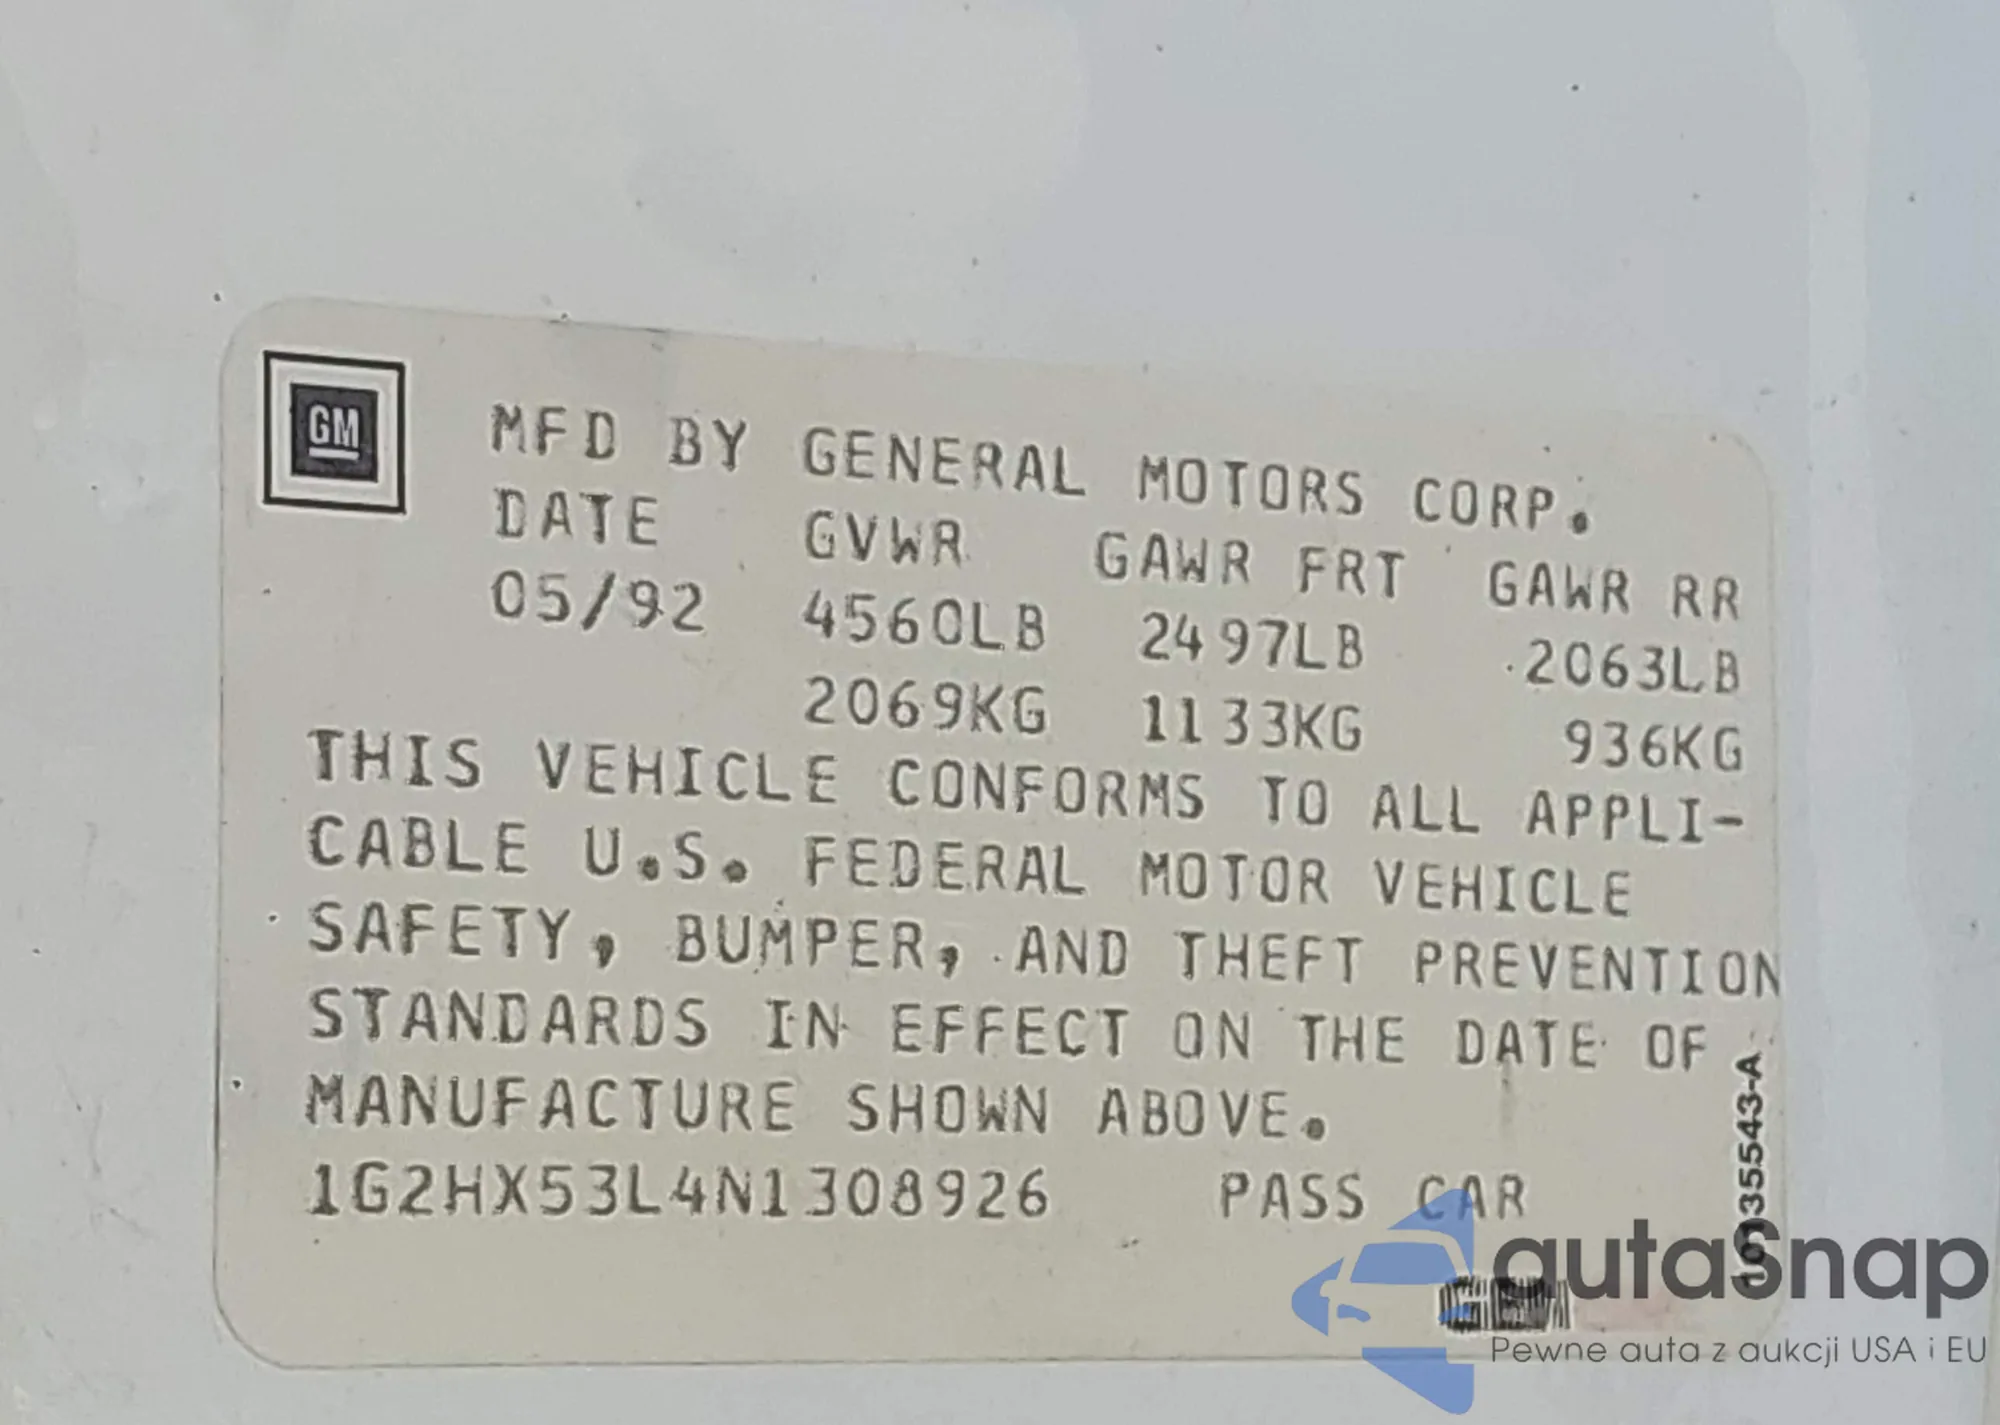 GM
MFD BY GENERAL MOTORS CORP.
DATE GVWR GAWR FRT GAWR RR
05/92 4560LB 2497LB 2063LB
2069KG 1133KG 936KG
THIS VEHICLE CONFORMS TO ALL APPLI-
CABLE U.S. FEDERAL MOTOR VEHICLE
SAFETY, BUMPER, AND THEFT PREVENTION
STANDARDS IN EFFECT ON THE DATE OF
MANUFACTURE SHOWN ABOVE.
1G2HX53L4N1308926 PASS CAR
autasnap
Pewne auta z aukcji USA i EU